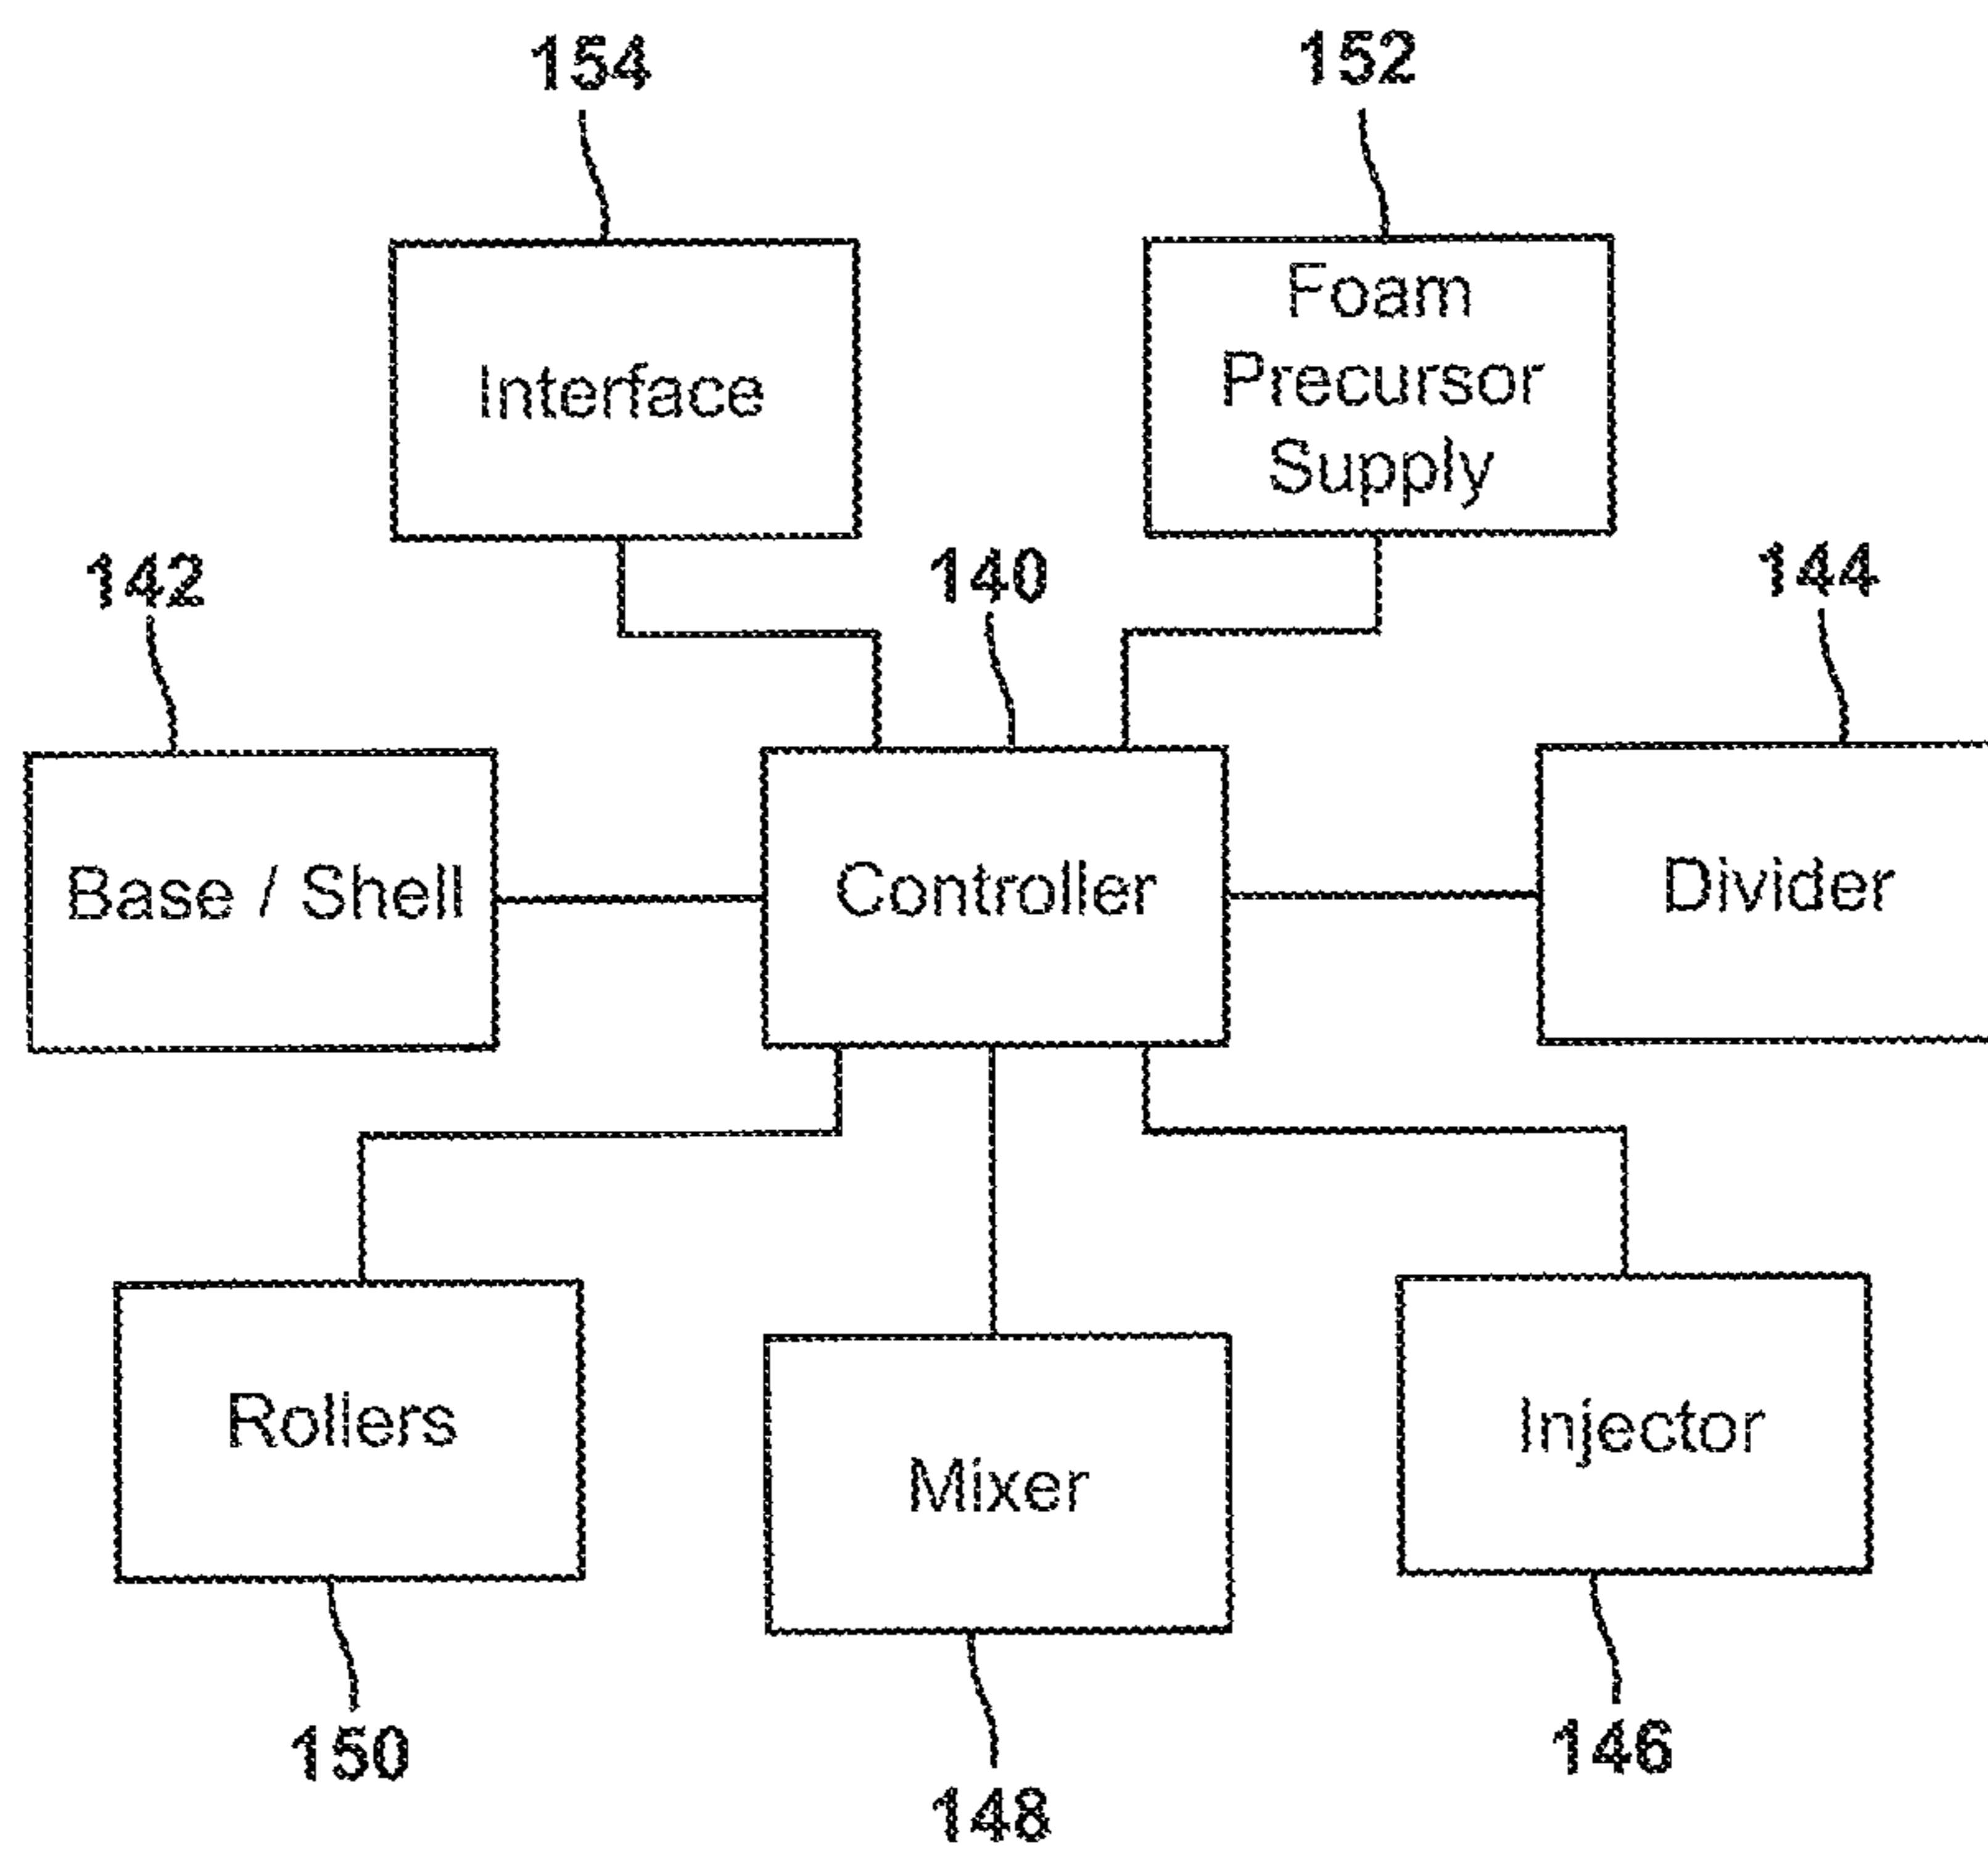 154
152
Interface
Foam
Precursor
Supply
142
140
144
Base / Shell
Controller
Divider
Rollers
Mixer
Injector
150
148
146